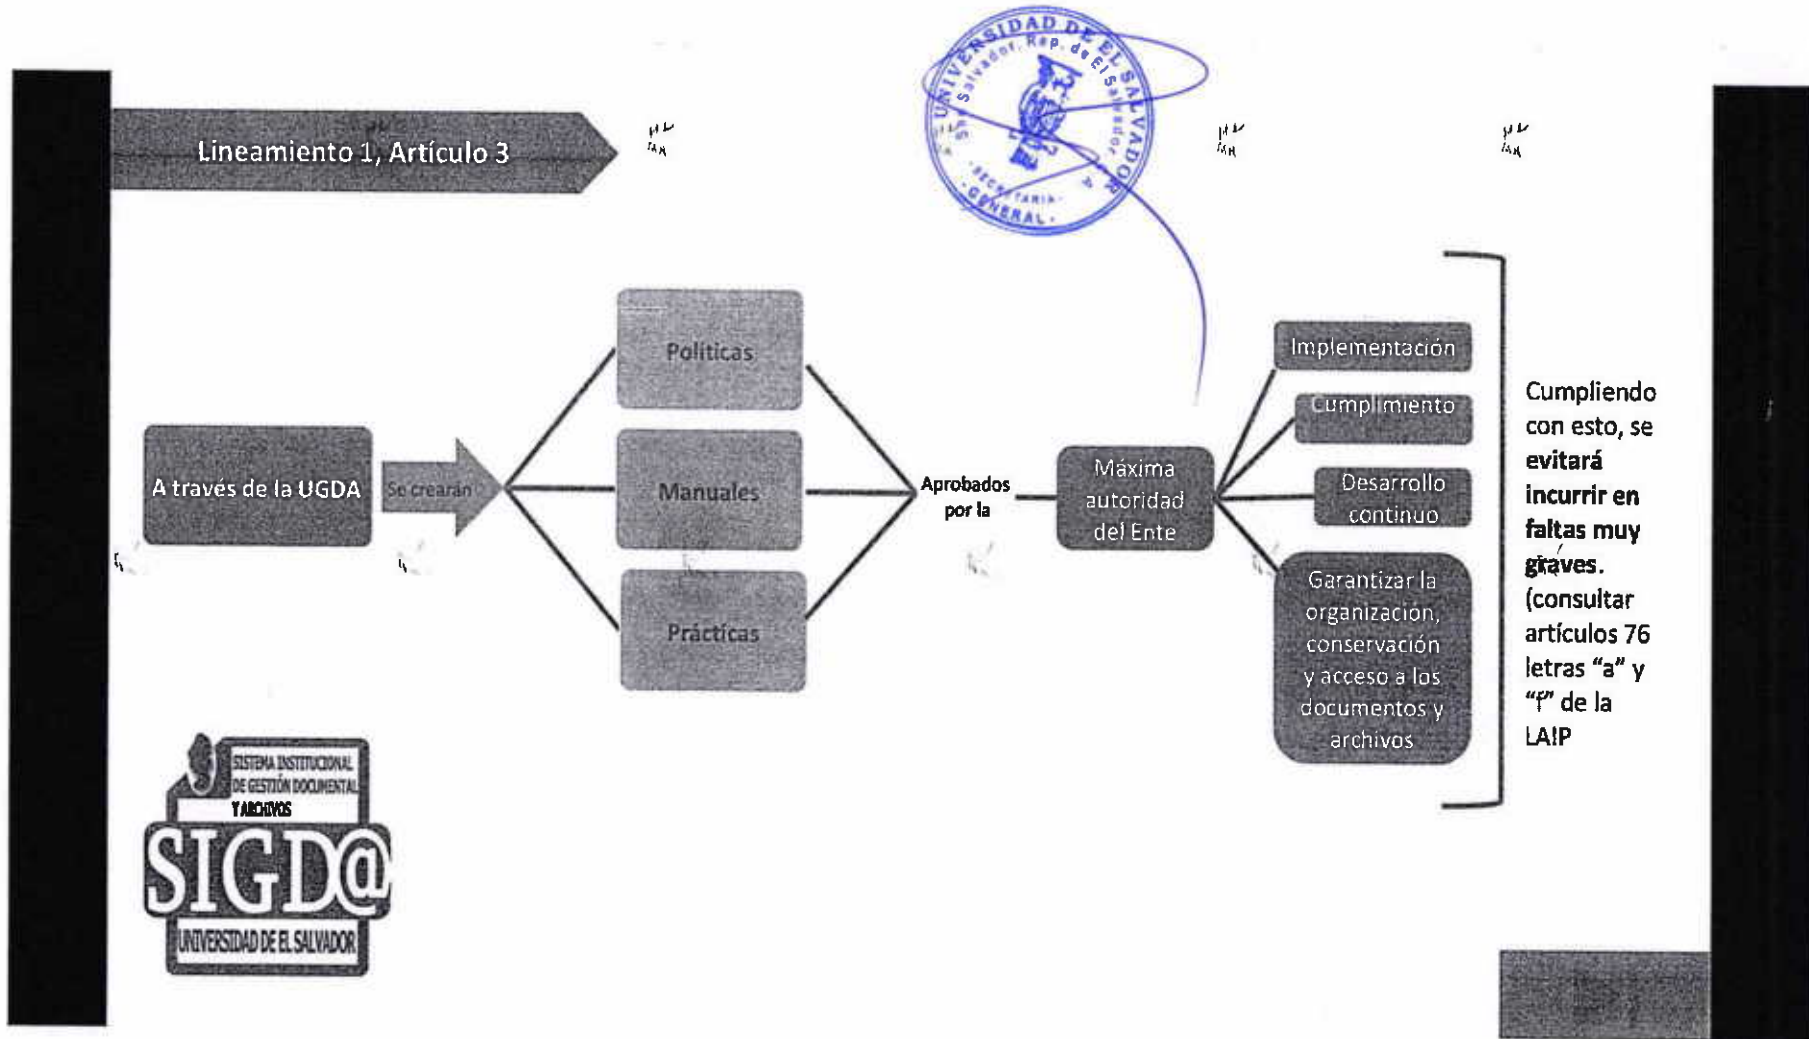 Lineamiento 1, Artículo 3
UNIVERSIDAD DE EL SALVADOR
San Salvador, Rep. de El Salvador
SECRETARIA
GENERAL
A través de la UGDA
Se crearán
Políticas
Manuales
Prácticas
Aprobados
por la
Máxima
autoridad
del Ente
Implementación
Cumplimiento
Desarrollo
continuo
Garantizar la
organización,
conservación
y acceso a los
documentos y
archivos
Cumpliendo
con esto, se
evitará
incurrir en
faltas muy
graves.
(consultar
artículos 76
letras "a" y
"f" de la
LAIP
SISTEMA INSTITUCIONAL
DE GESTIÓN DOCUMENTAL
Y ARCHIVOS
SIGD@
UNIVERSIDAD DE EL SALVADOR